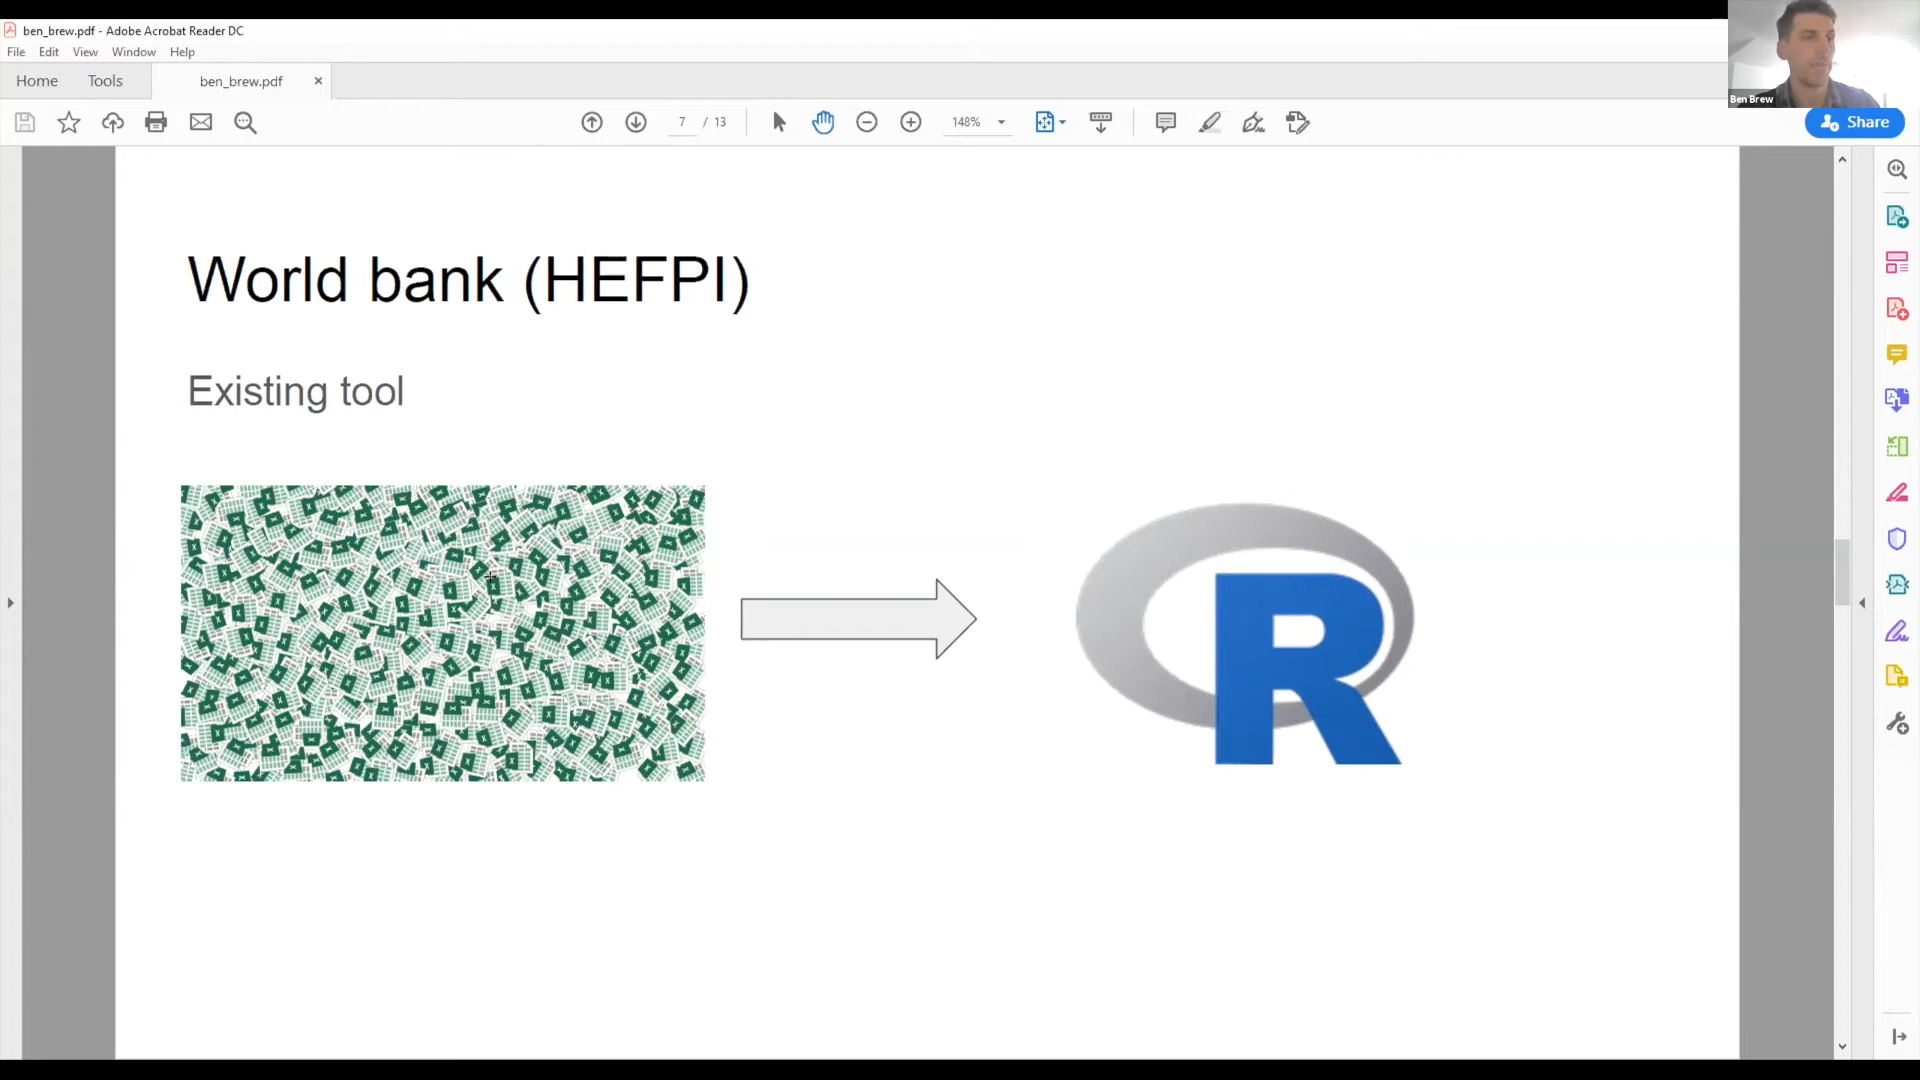 ben_brew.pdf - Adobe Acrobat Reader DC
File Edit View Window Help
Home Tools ben_brew.pdf ×
7 / 13 148%
Ben Brew
Share
World bank (HEFPI)
Existing tool
R